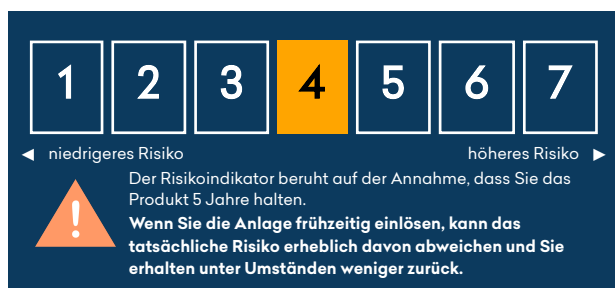 1 2 3 4 5 6 7
◄ niedrigeres Risiko höheres Risiko ►
Der Risikoindikator beruht auf der Annahme, dass Sie das
Produkt 5 Jahre halten.
Wenn Sie die Anlage frühzeitig einlösen, kann das
tatsächliche Risiko erheblich davon abweichen und Sie
erhalten unter Umständen weniger zurück.